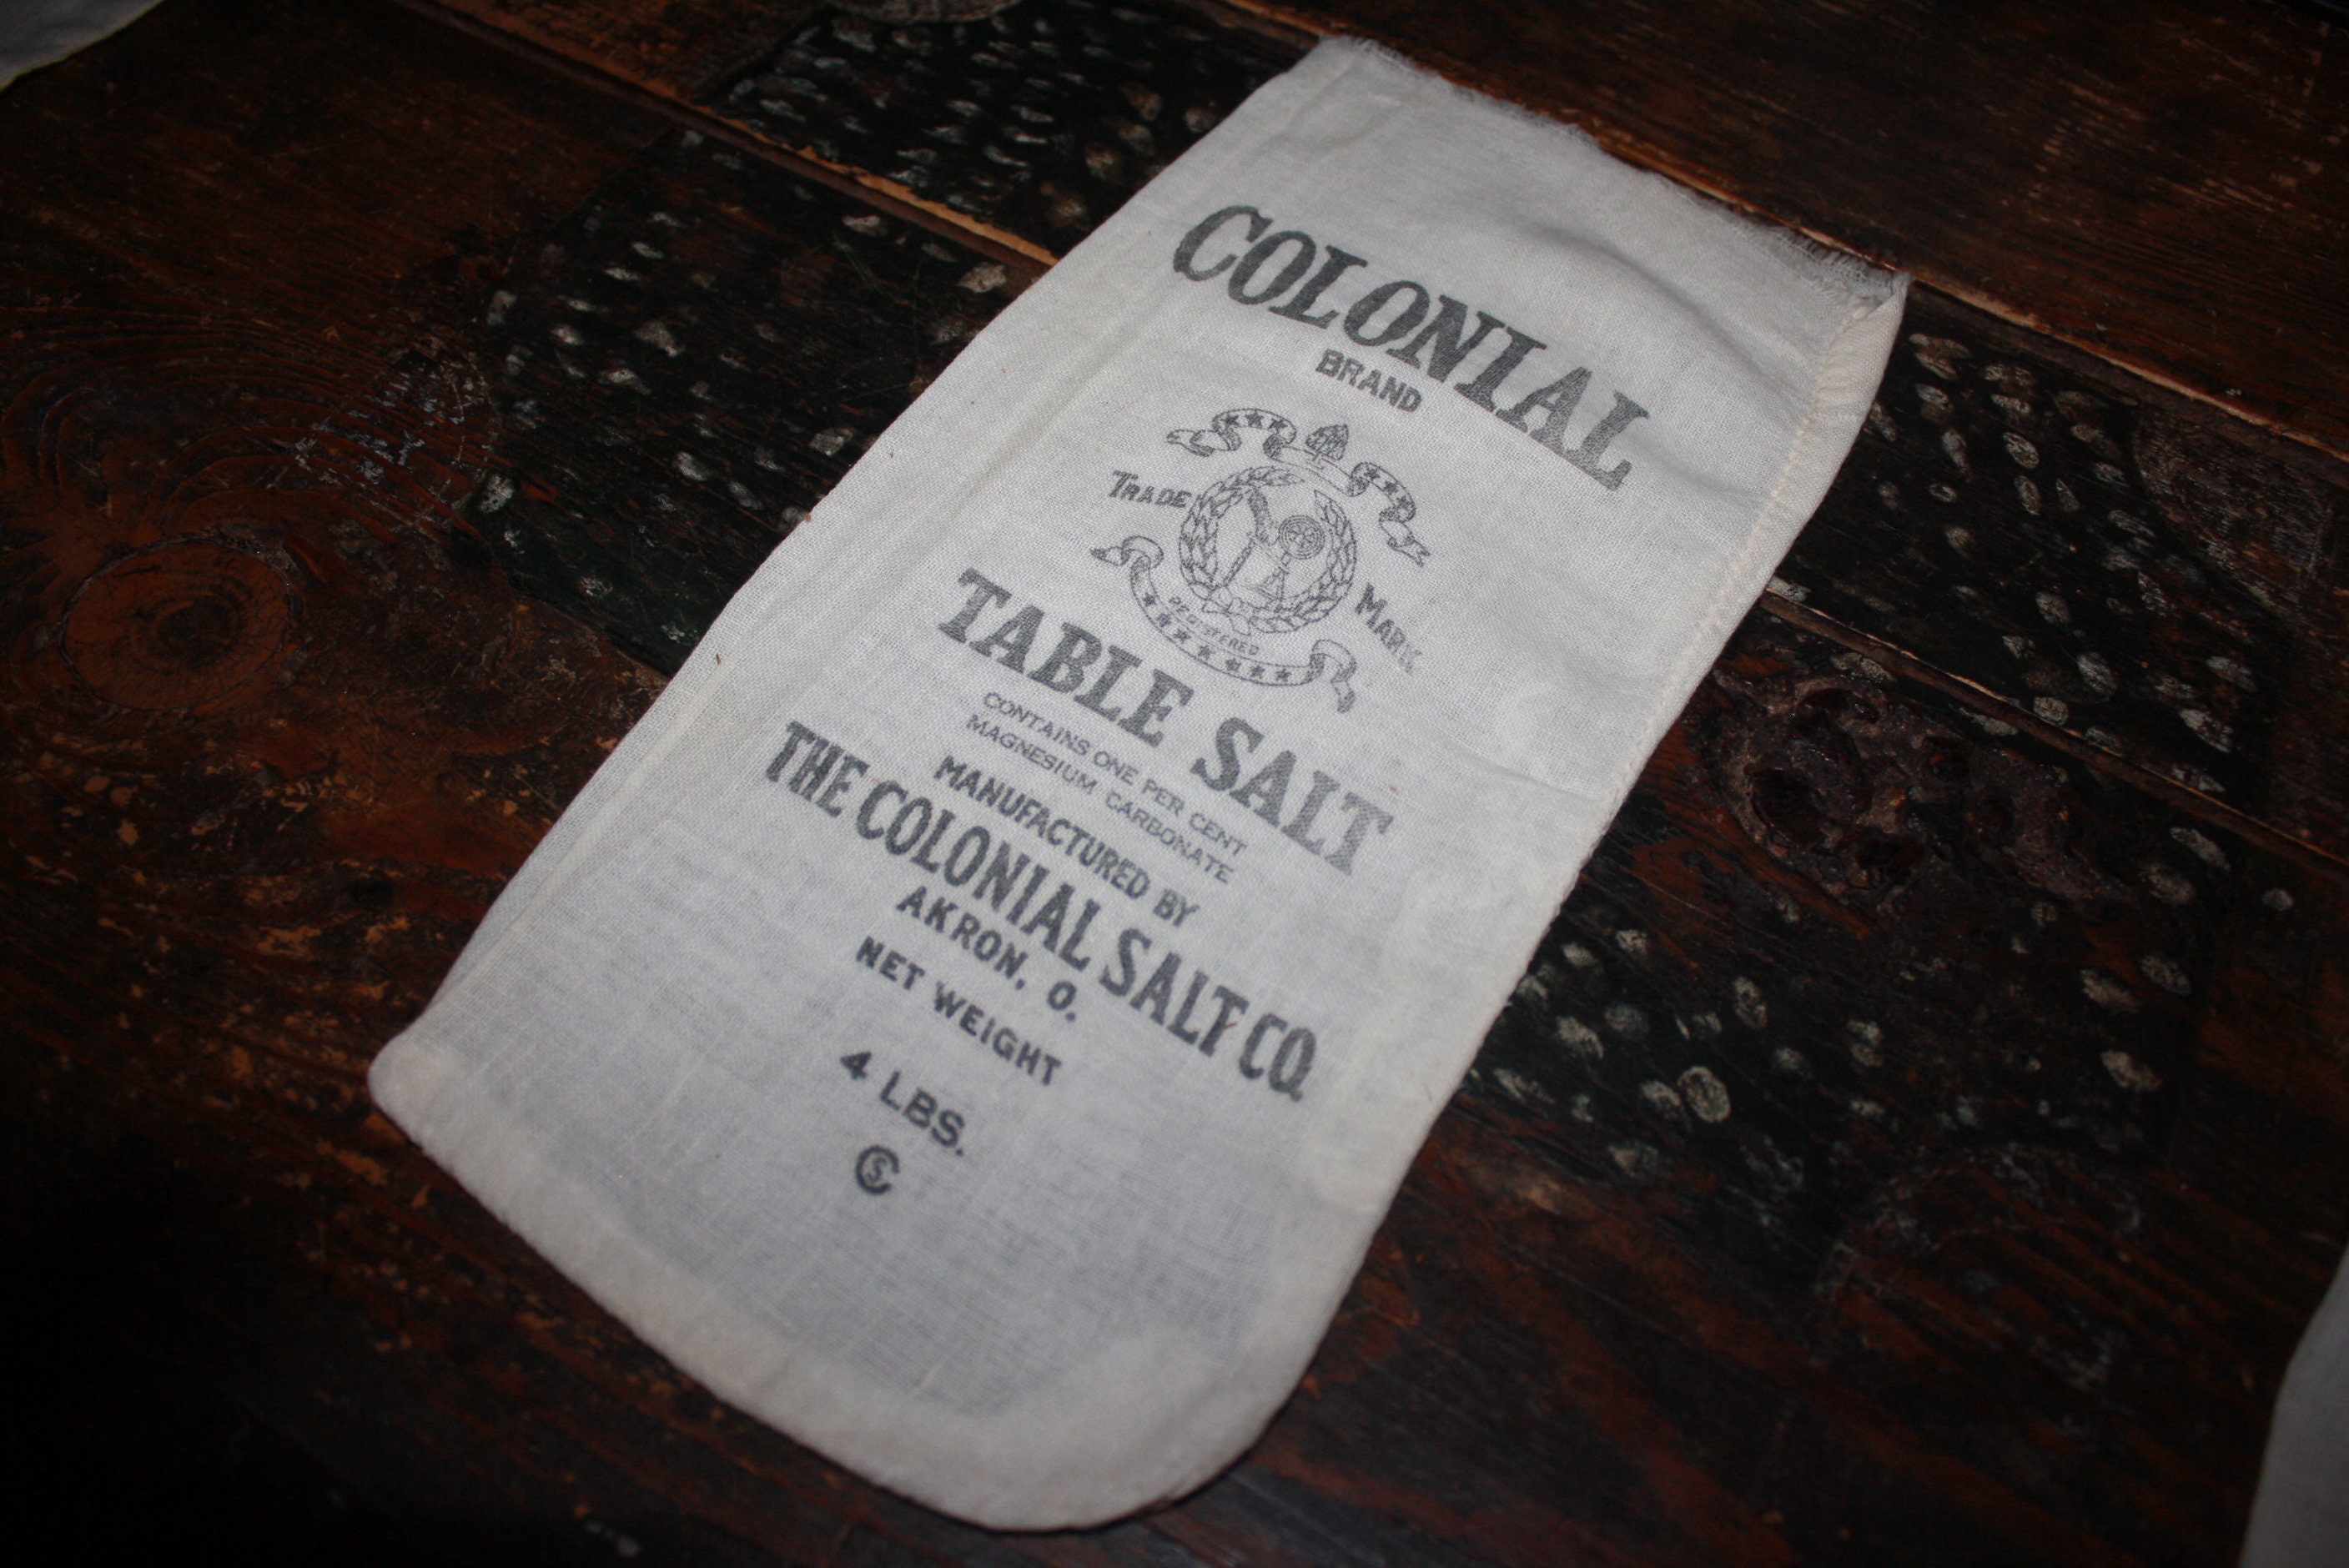 COLONIAL
BRAND
TRADE MARK
REGISTERED
TABLE SALT
CONTAINS ONE PER CENT
MAGNESIUM CARBONATE
MANUFACTURED BY
THE COLONIAL SALT CO.
AKRON, O.
NET WEIGHT
4 LBS.
CS